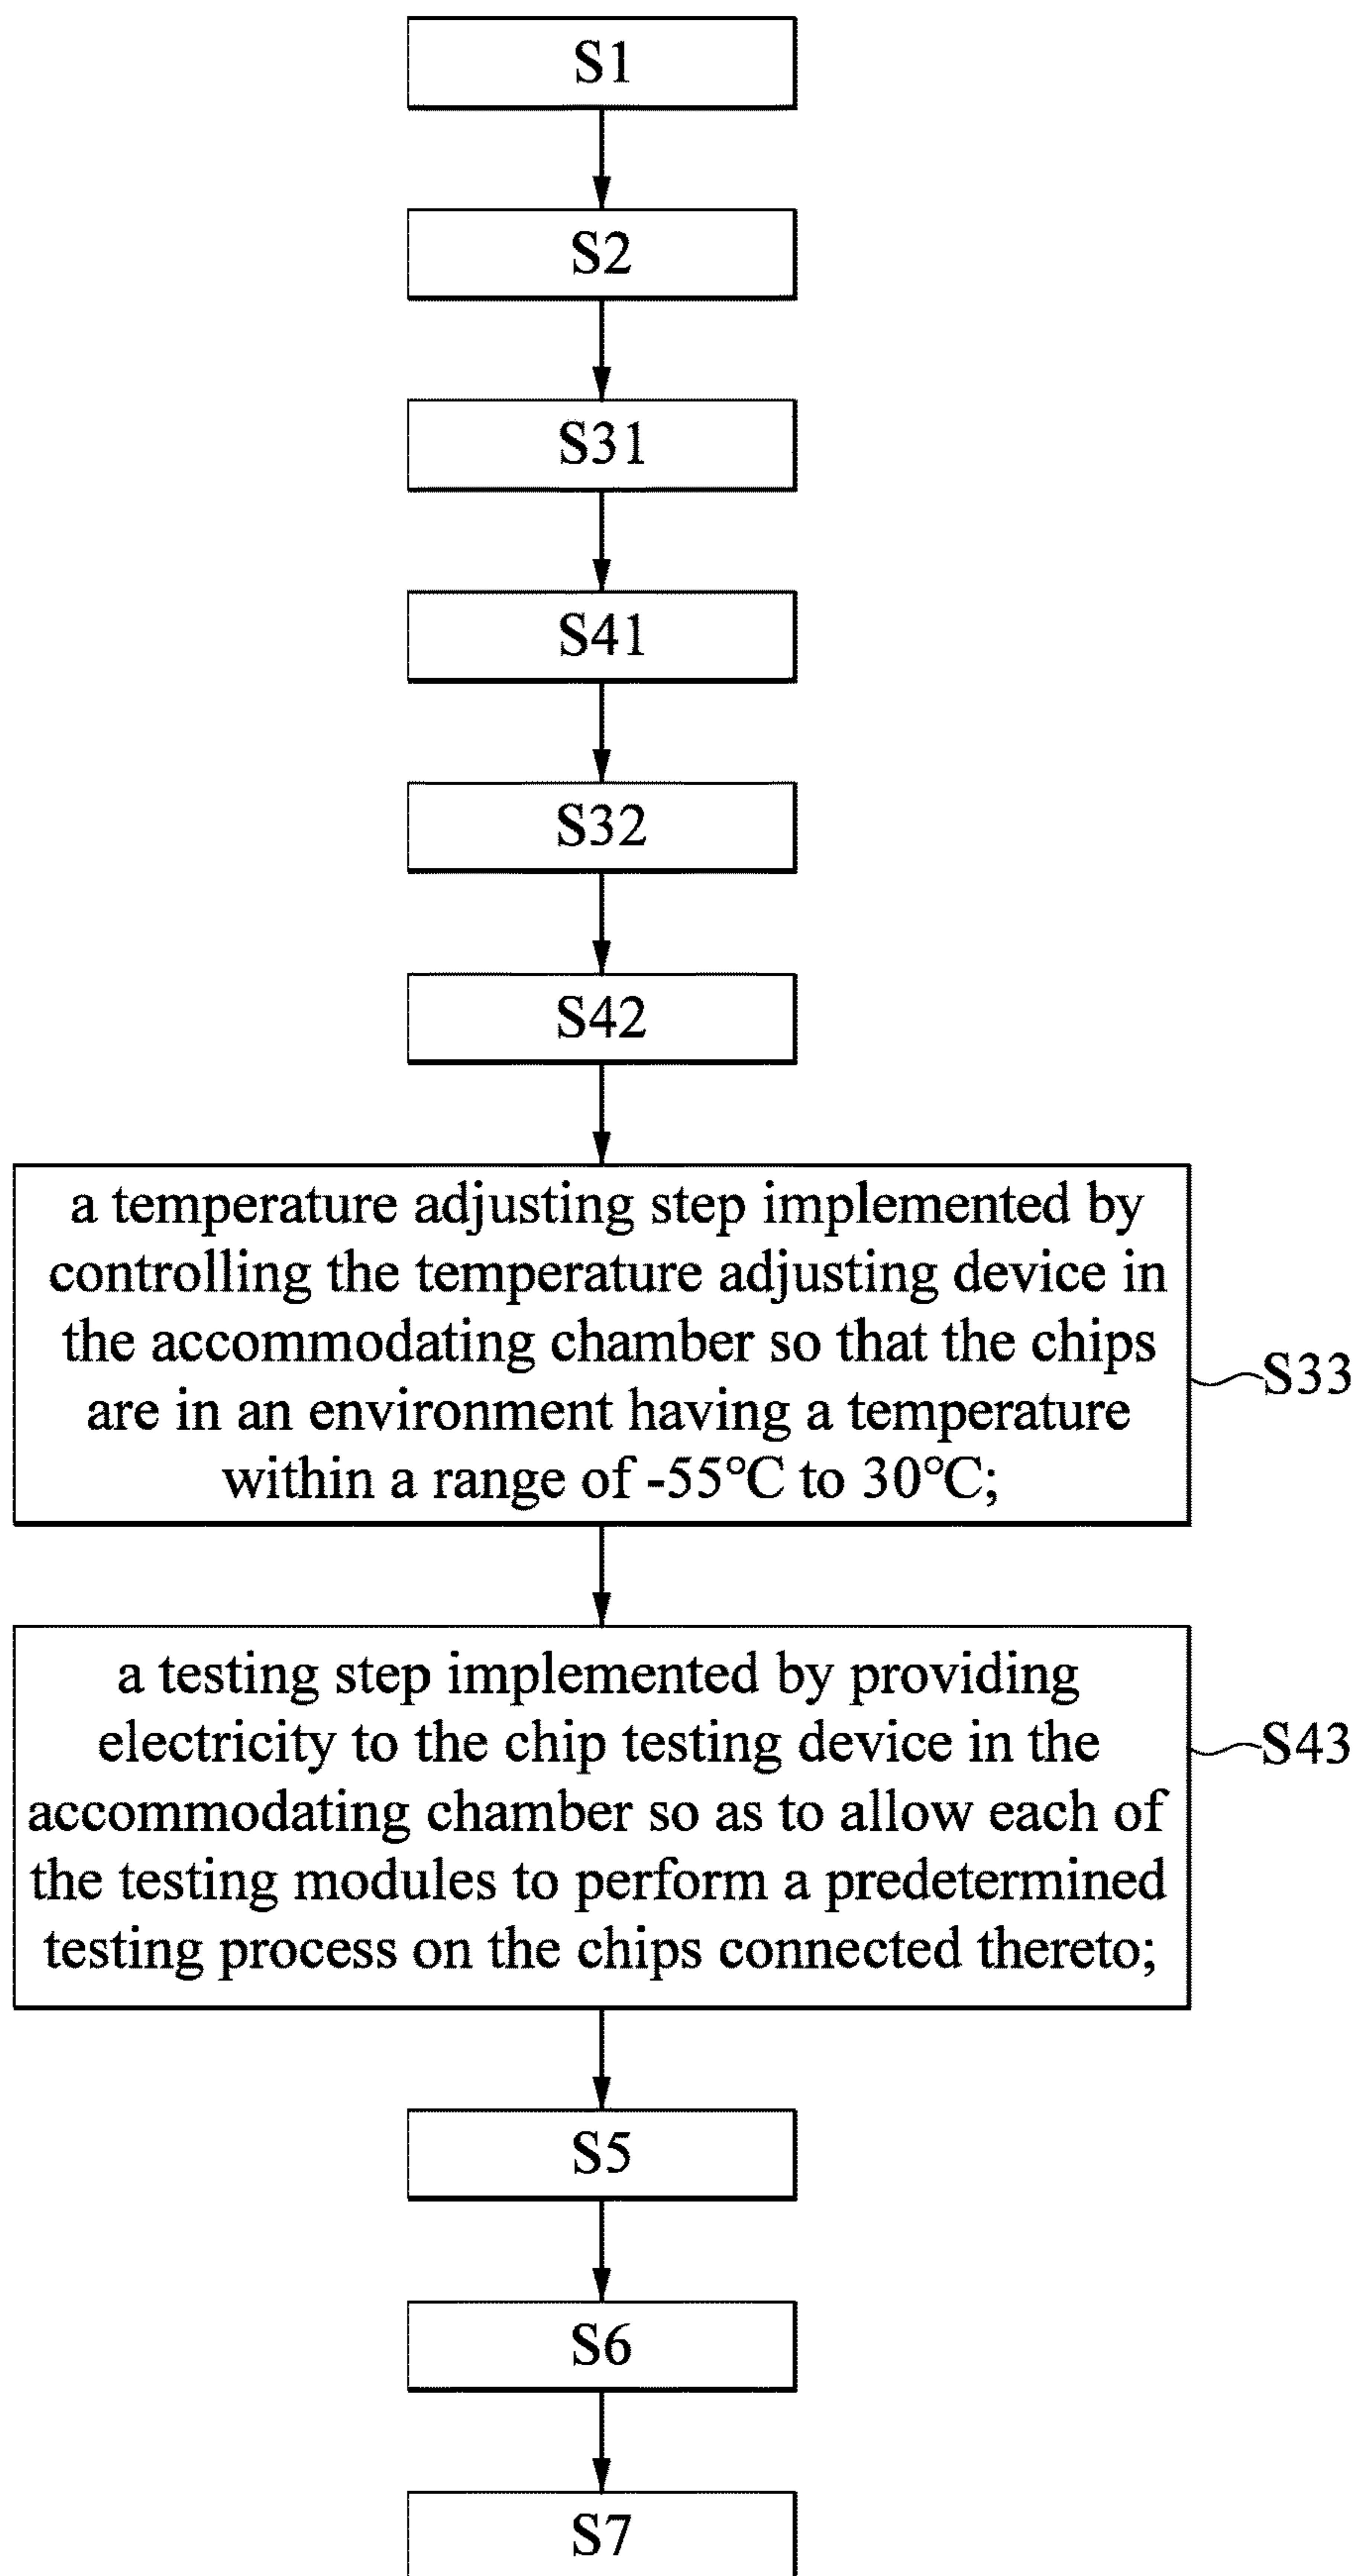 S1
S2
S31
S41
S32
S42
a temperature adjusting step implemented by
controlling the temperature adjusting device in
the accommodating chamber so that the chips
are in an environment having a temperature
within a range of -55°C to 30°C;
S33
a testing step implemented by providing
electricity to the chip testing device in the
accommodating chamber so as to allow each of
the testing modules to perform a predetermined
testing process on the chips connected thereto;
S43
S5
S6
S7